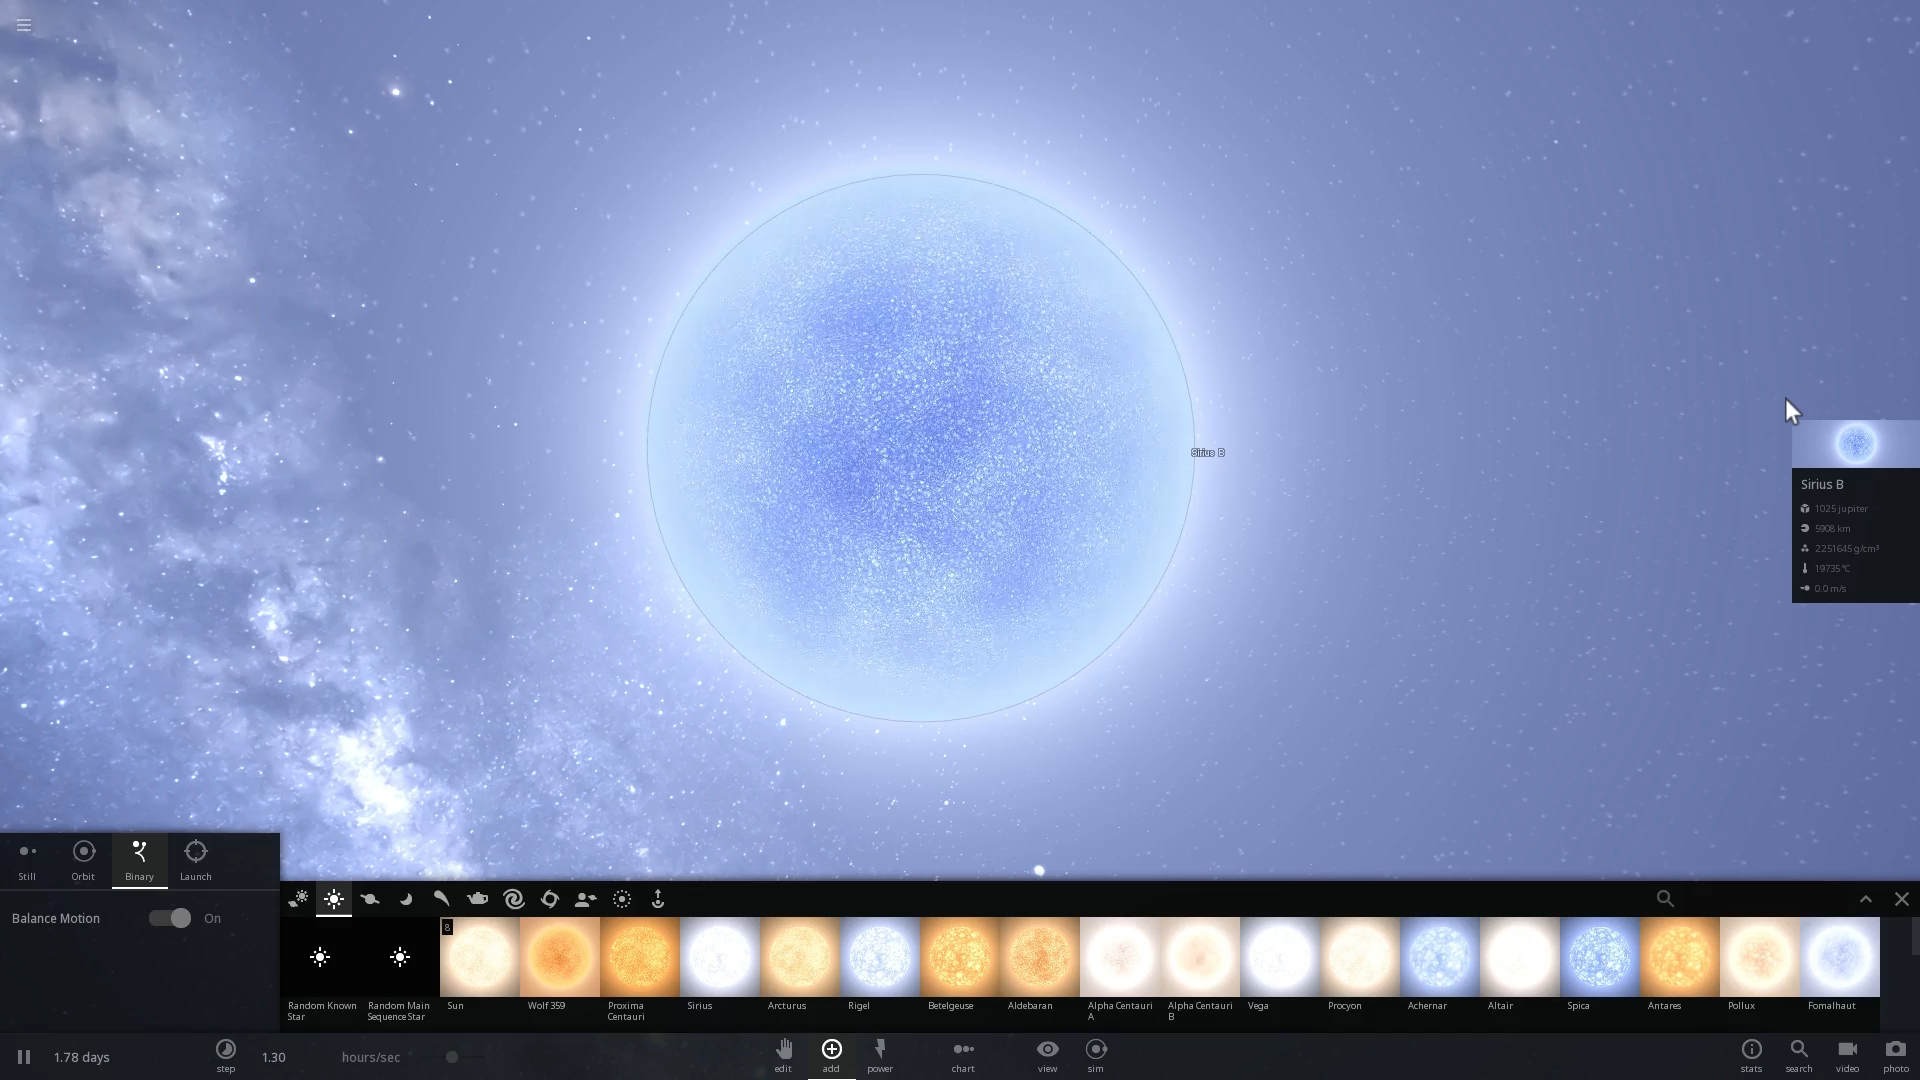 Sirius B
Sirius B
1025 jupiter
5908 km
2251645 g/cm³
19735 °C
0.0 m/s
Still
Orbit
Binary
Launch
Balance Motion
On
8
Random Known Star
Random Main Sequence Star
Sun
Wolf 359
Proxima Centauri
Sirius
Arcturus
Rigel
Betelgeuse
Aldebaran
Alpha Centauri A
Alpha Centauri B
Vega
Procyon
Achernar
Altair
Spica
Antares
Pollux
Fomalhaut
1.78 days
step
1.30
hours/sec
edit
add
power
chart
view
sim
stats
search
video
photo